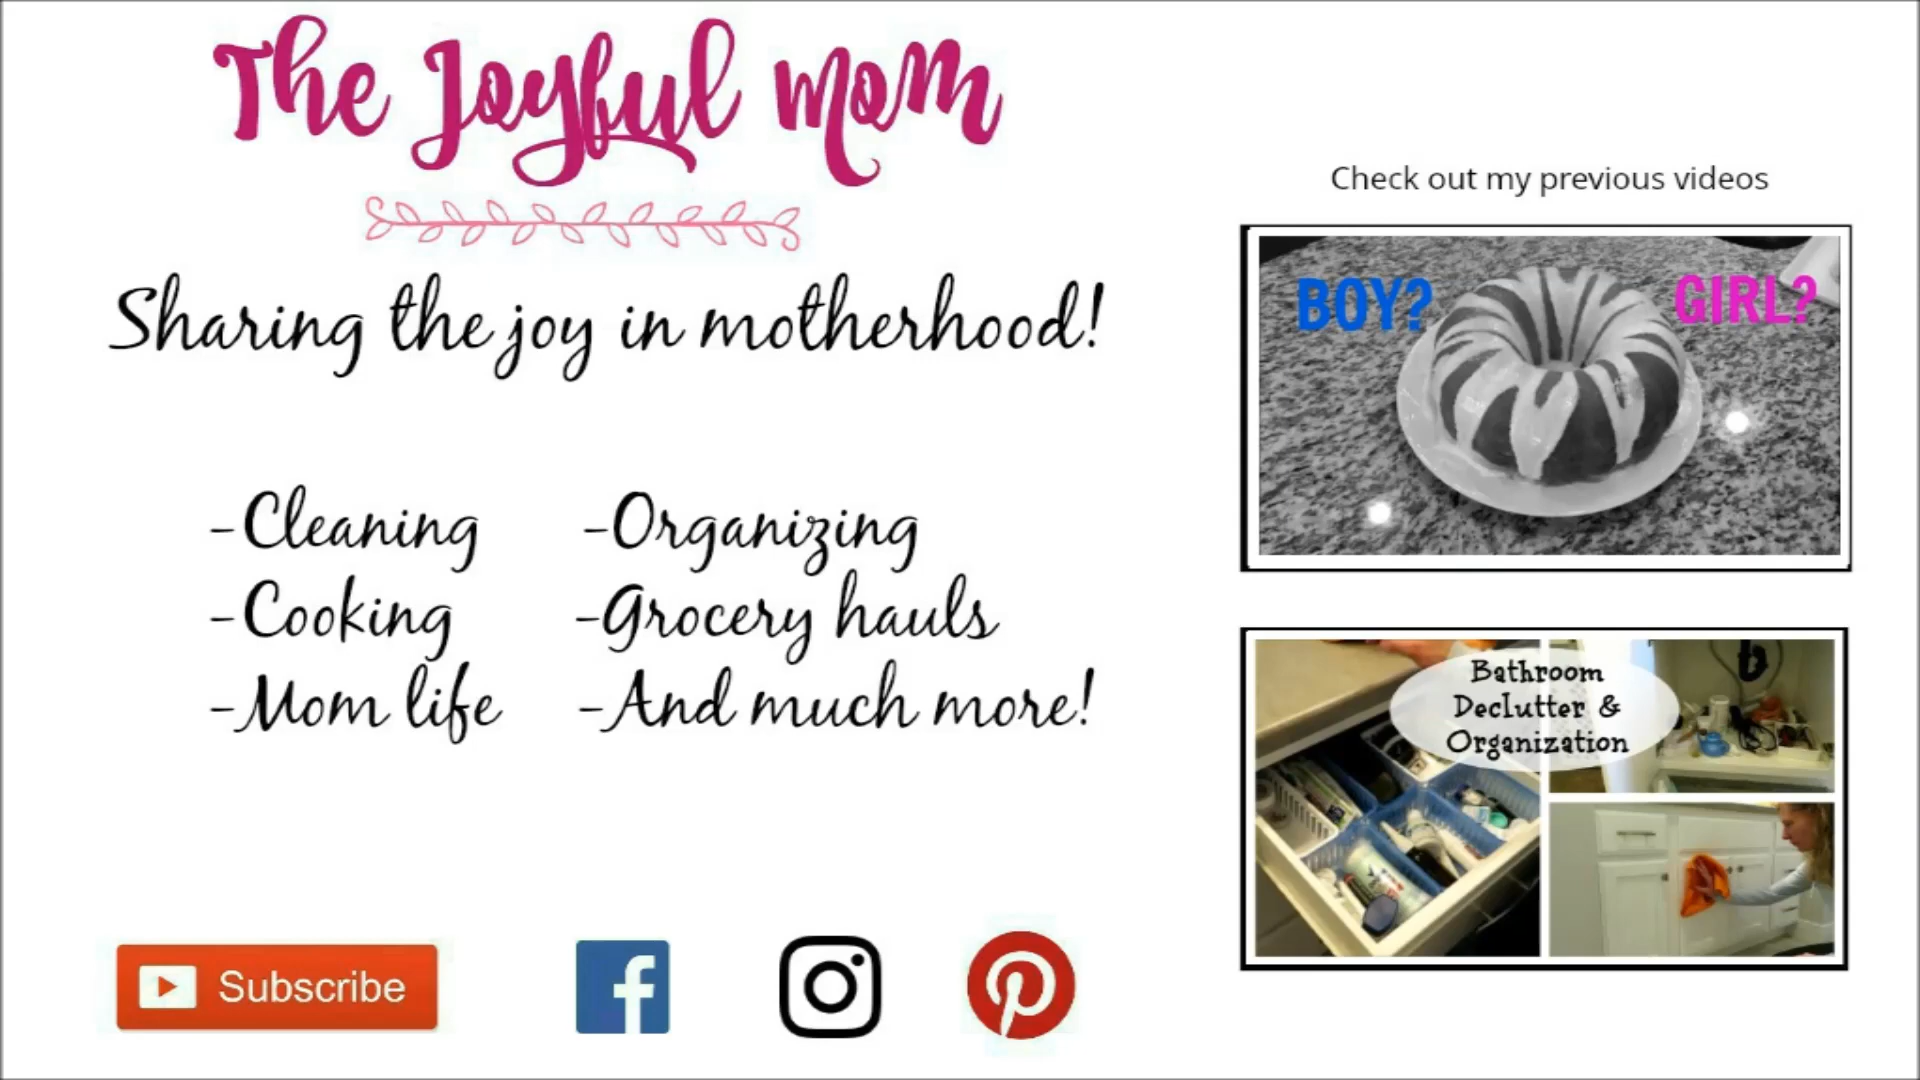 The Joyful mom
Sharing the joy in motherhood!
-Cleaning
-Organizing
-Cooking
-Grocery hauls
-Mom life
-And much more!
Subscribe
Check out my previous videos
BOY?
GIRL?
Bathroom
Declutter &
Organization